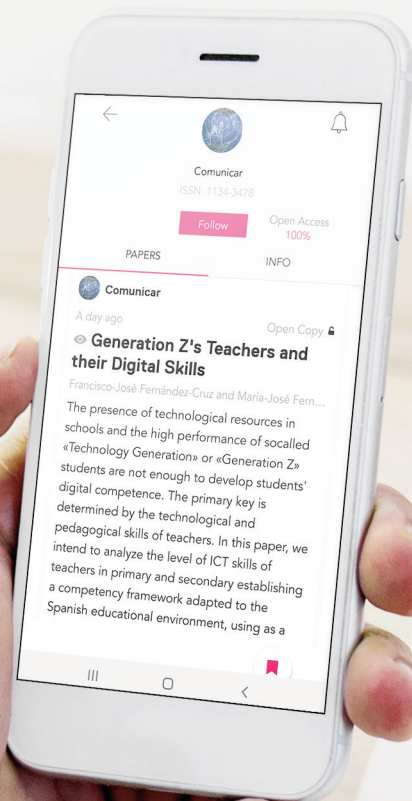 Comunicar
ISSN: 1134-3478
Follow
Open Access
100%
PAPERS
INFO
Comunicar
A day ago
Open Copy
Generation Z's Teachers and
their Digital Skills
Francisco-José Fernández-Cruz and María-José Fern...
The presence of technological resources in
schools and the high performance of socalled
«Technology Generation» or «Generation Z»
students are not enough to develop students'
digital competence. The primary key is
determined by the technological and
pedagogical skills of teachers. In this paper, we
intend to analyze the level of ICT skills of
teachers in primary and secondary establishing
a competency framework adapted to the
Spanish educational environment, using as a